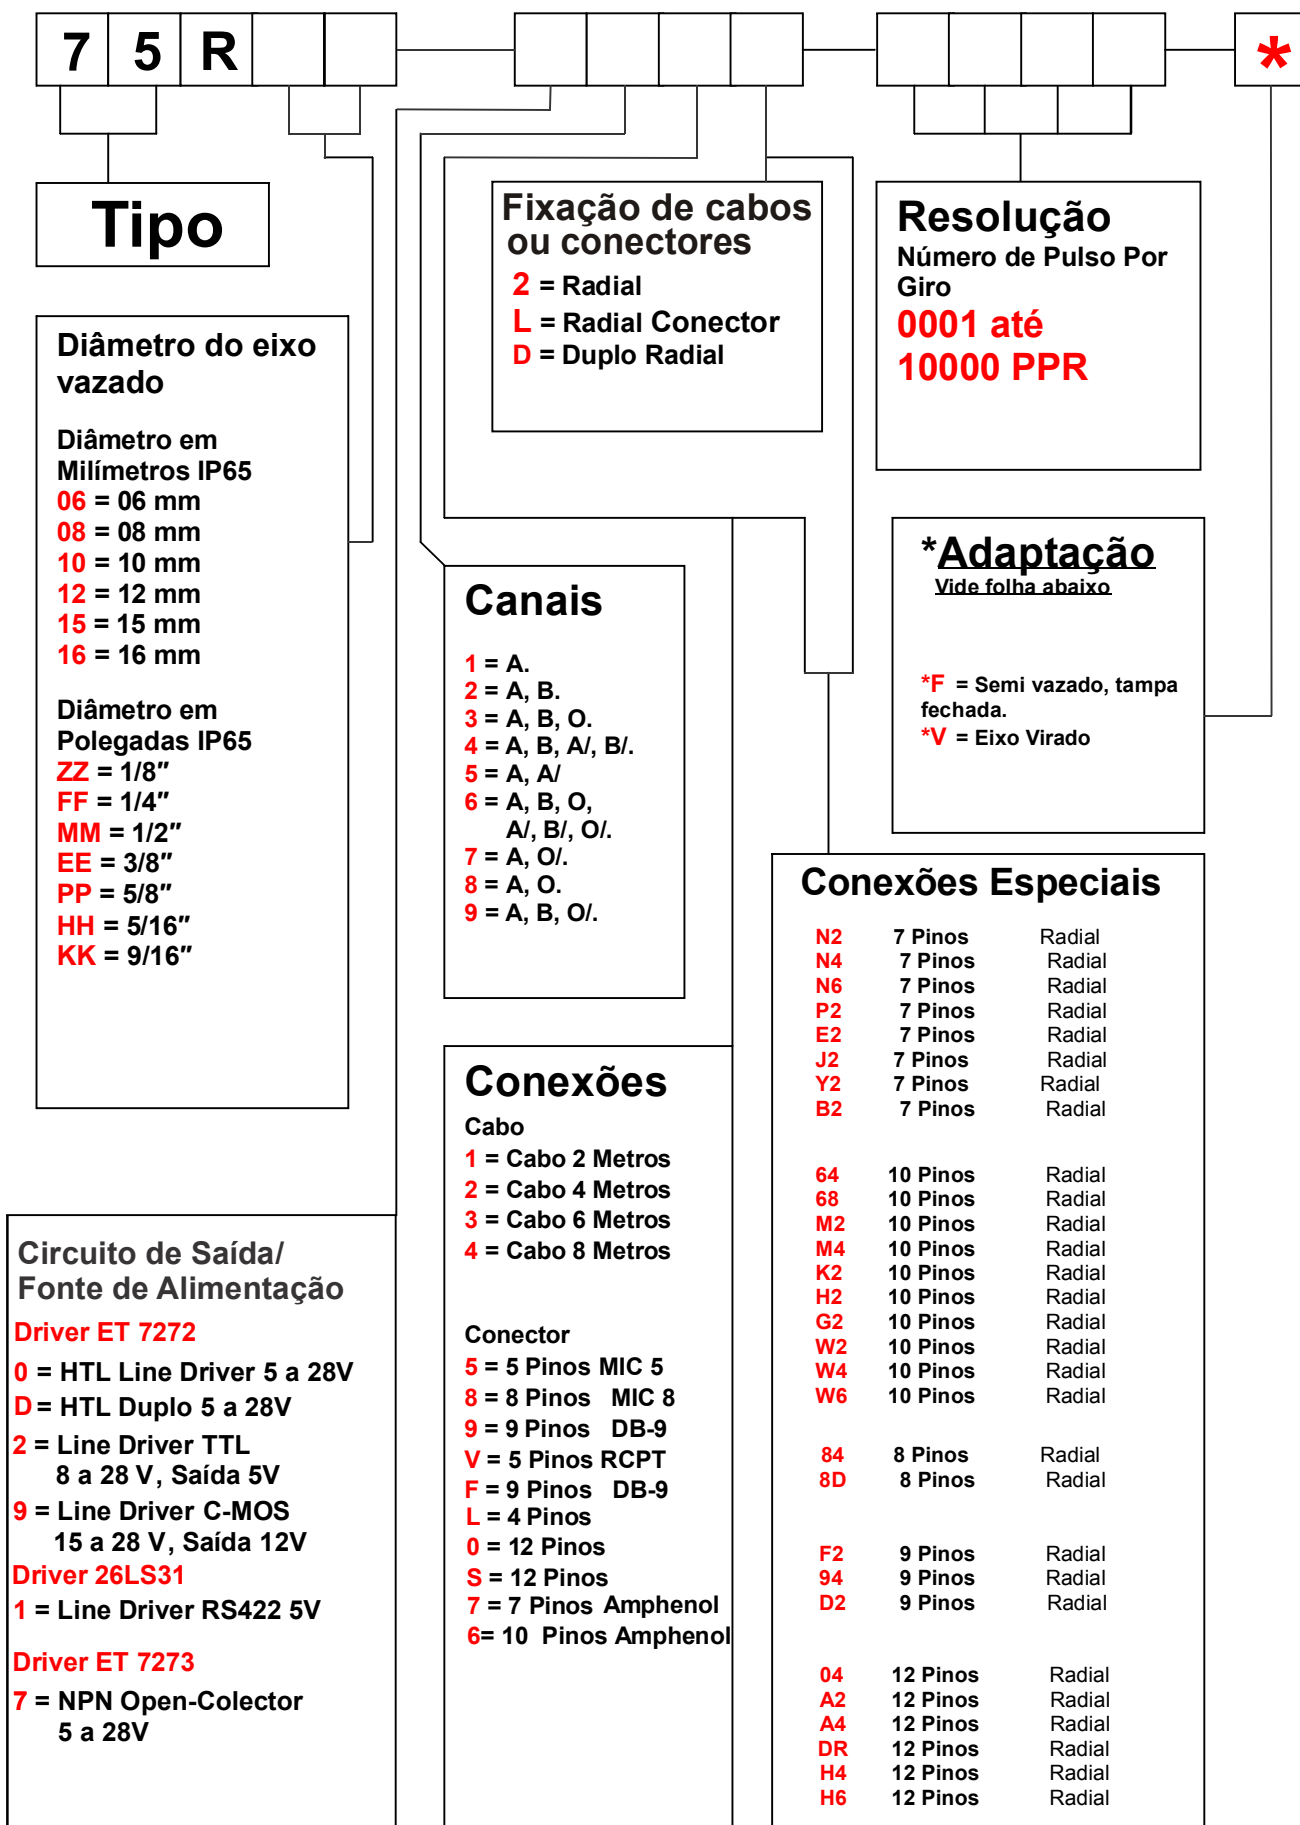 7 5 R *
Tipo
Diâmetro do eixo
vazado
Diâmetro em
Milímetros IP65
06 = 06 mm
08 = 08 mm
10 = 10 mm
12 = 12 mm
15 = 15 mm
16 = 16 mm
Diâmetro em
Polegadas IP65
ZZ = 1/8″
FF = 1/4″
MM = 1/2″
EE = 3/8″
PP = 5/8″
HH = 5/16″
KK = 9/16″
Circuito de Saída/
Fonte de Alimentação
Driver ET 7272
0 = HTL Line Driver 5 a 28V
D = HTL Duplo 5 a 28V
2 = Line Driver TTL
8 a 28 V, Saída 5V
9 = Line Driver C-MOS
15 a 28 V, Saída 12V
Driver 26LS31
1 = Line Driver RS422 5V
Driver ET 7273
7 = NPN Open-Colector
5 a 28V
Fixação de cabos
ou conectores
2 = Radial
L = Radial Conector
D = Duplo Radial
Canais
1 = A.
2 = A, B.
3 = A, B, O.
4 = A, B, A/, B/.
5 = A, A/
6 = A, B, O,
A/, B/, O/.
7 = A, O/.
8 = A, O.
9 = A, B, O/.
Conexões
Cabo
1 = Cabo 2 Metros
2 = Cabo 4 Metros
3 = Cabo 6 Metros
4 = Cabo 8 Metros
Conector
5 = 5 Pinos MIC 5
8 = 8 Pinos MIC 8
9 = 9 Pinos DB-9
V = 5 Pinos RCPT
F = 9 Pinos DB-9
L = 4 Pinos
0 = 12 Pinos
S = 12 Pinos
7 = 7 Pinos Amphenol
6= 10 Pinos Amphenol
Resolução
Número de Pulso Por
Giro
0001 até
10000 PPR
*Adaptação
Vide folha abaixo
*F = Semi vazado, tampa
fechada.
*V = Eixo Virado
Conexões Especiais
N2 7 Pinos Radial
N4 7 Pinos Radial
N6 7 Pinos Radial
P2 7 Pinos Radial
E2 7 Pinos Radial
J2 7 Pinos Radial
Y2 7 Pinos Radial
B2 7 Pinos Radial
64 10 Pinos Radial
68 10 Pinos Radial
M2 10 Pinos Radial
M4 10 Pinos Radial
K2 10 Pinos Radial
H2 10 Pinos Radial
G2 10 Pinos Radial
W2 10 Pinos Radial
W4 10 Pinos Radial
W6 10 Pinos Radial
84 8 Pinos Radial
8D 8 Pinos Radial
F2 9 Pinos Radial
94 9 Pinos Radial
D2 9 Pinos Radial
04 12 Pinos Radial
A2 12 Pinos Radial
A4 12 Pinos Radial
DR 12 Pinos Radial
H4 12 Pinos Radial
H6 12 Pinos Radial